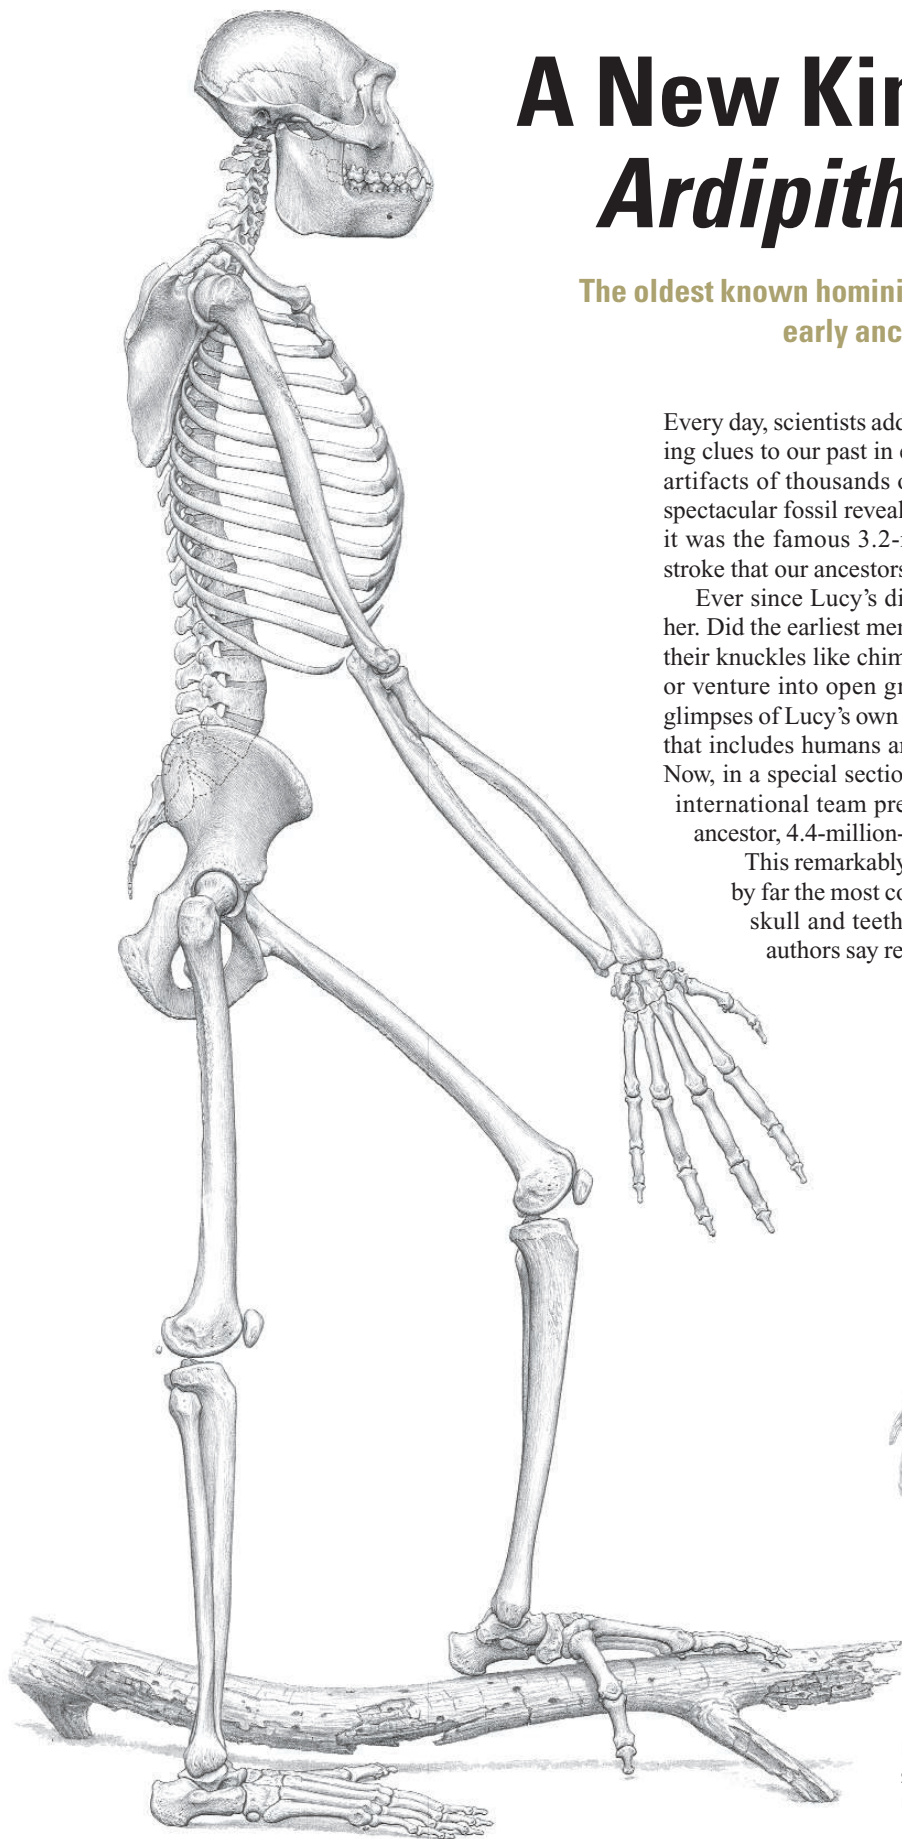 A New Kin
Ardipith
The oldest known homini
early anc
Every day, scientists add
ing clues to our past in
artifacts of thousands
spectacular fossil reveal
it was the famous 3.2-
stroke that our ancestors
Ever since Lucy’s di
her. Did the earliest mer
their knuckles like chim
or venture into open gr
glimpses of Lucy’s own
that includes humans an
Now, in a special sectio
international team pre
ancestor, 4.4-million-
This remarkably
by far the most co
skull and teeth
authors say re